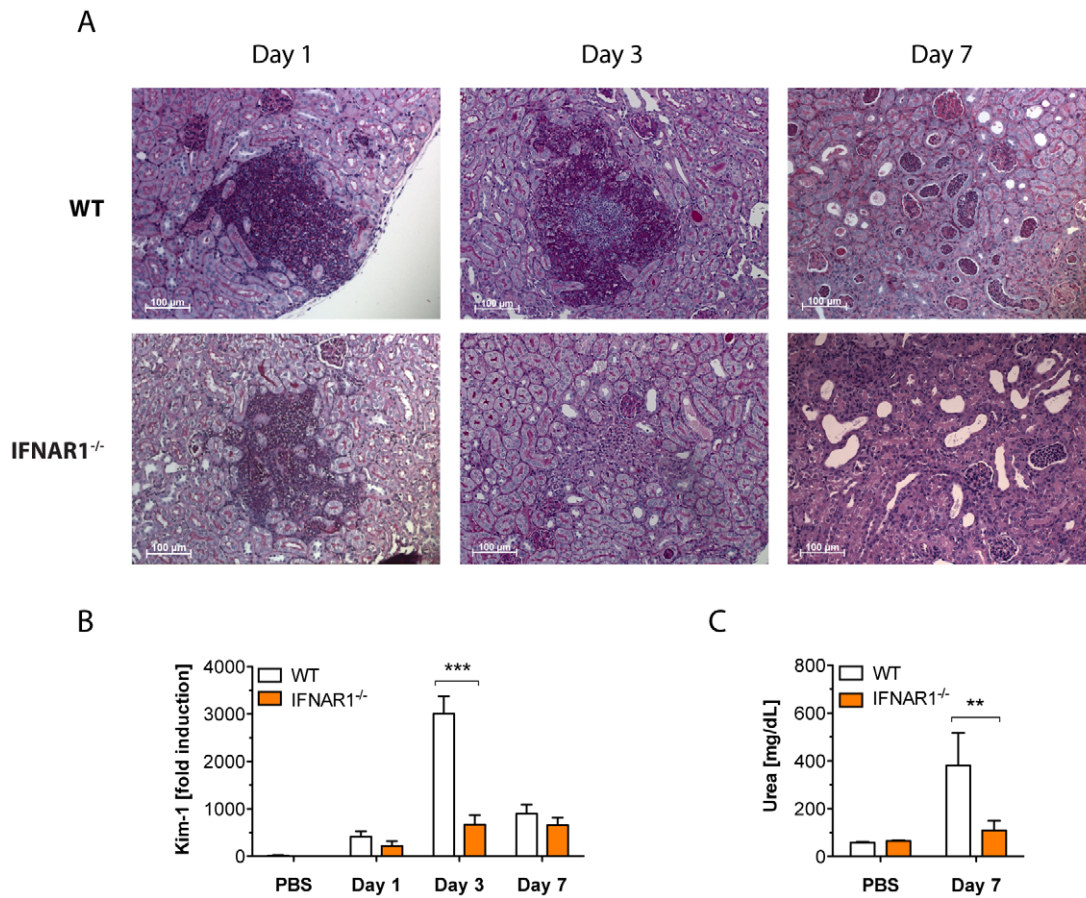 A
Day 1
Day 3
Day 7
WT
100 µm
100 µm
100 µm
IFNAR1-/-
100 µm
100 µm
100 µm
B
C
Kim-1 [fold induction]
4000
3000
2000
1000
0
WT
IFNAR1-/-
***
PBS
Day 1
Day 3
Day 7
Urea [mg/dL]
800
600
400
200
0
WT
IFNAR1-/-
**
PBS
Day 7